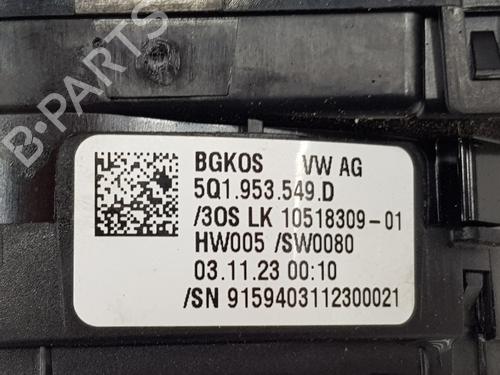 BGKOS VW AG
5Q1.953.549.D
/3OS LK 10518309-01
HW005 /SW0080
03.11.23 00:10
/SN 9159403112300021
B-PARTS